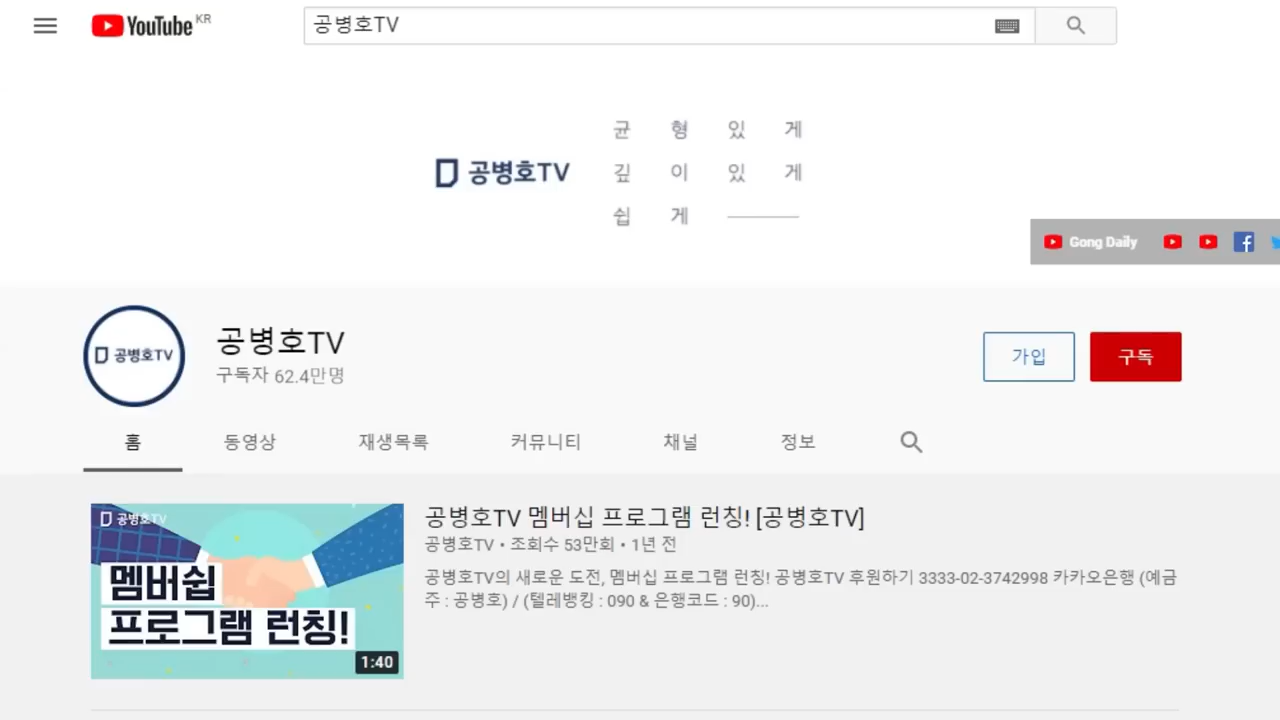 YouTube KR
공병호TV
균 형 있 게
공병호TV
깊 이 있 게
쉽 게
Gong Daily
공병호TV
공병호TV
구독자 62.4만명
가입
구독
홈
동영상
재생목록
커뮤니티
채널
정보
공병호TV
멤버쉽
프로그램 런칭!
1:40
공병호TV 멤버십 프로그램 런칭! [공병호TV]
공병호TV • 조회수 53만회 • 1년 전
공병호TV의 새로운 도전, 멤버십 프로그램 런칭! 공병호TV 후원하기 3333-02-3742998 카카오은행 (예금
주 : 공병호) / (텔레뱅킹 : 090 & 은행코드 : 90)...